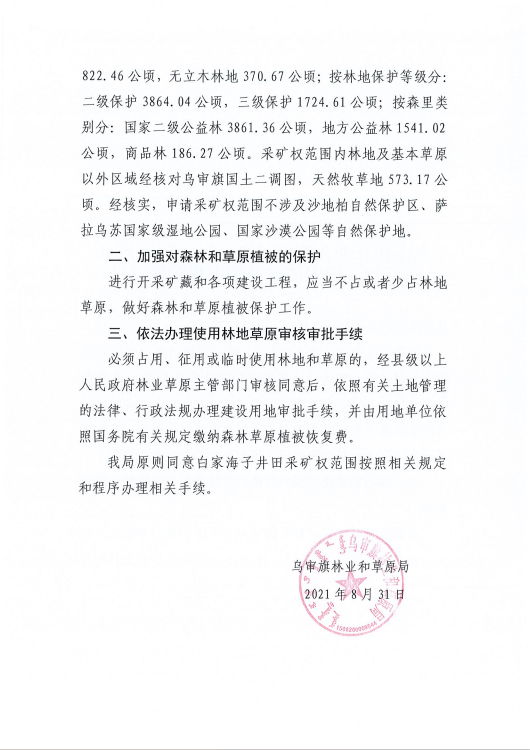 822.46 公顷，无立木林地 370.67 公顷；按林地保护等级分：
二级保护 3864.04 公顷，三级保护 1724.61 公顷；按森里类
别分：国家二级公益林 3861.36 公顷，地方公益林 1541.02
公顷，商品林 186.27 公顷。采矿权范围内林地及基本草原
以外区域经核对乌审旗国土二调图，天然牧草地 573.17 公
顷。经核实，申请采矿权范围不涉及沙地柏自然保护区、萨
拉乌苏国家级湿地公园、国家沙漠公园等自然保护地。
二、加强对森林和草原植被的保护
进行开采矿藏和各项建设工程，应当不占或者少占林地
草原，做好森林和草原植被保护工作。
三、依法办理使用林地草原审核审批手续
必须占用、征用或临时使用林地和草原的，经县级以上
人民政府林业草原主管部门审核同意后，依照有关土地管理
的法律、行政法规办理建设用地审批手续，并由用地单位依
照国务院有关规定缴纳森林草原植被恢复费。
我局原则同意白家海子井田采矿权范围按照相关规定
和程序办理相关手续。
乌审旗林业和草原局
2021 年 8 月 31 日
乌审旗林业和草原局